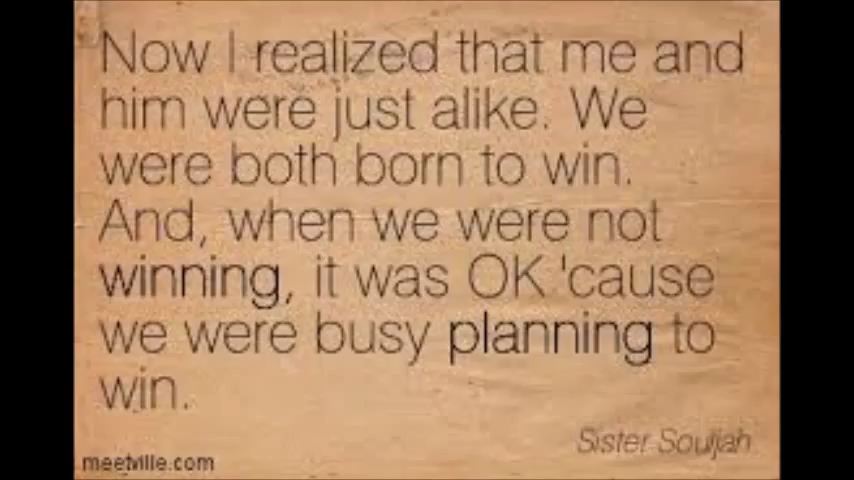 Now I realized that me and
him were just alike. We
were both born to win.
And, when we were not
winning, it was OK 'cause
we were busy planning to
win.
Sister Souljah
meetville.com